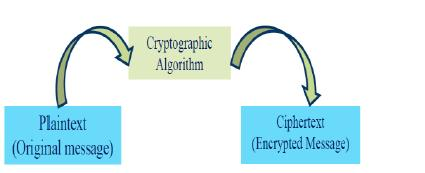 Cryptographic
Algorithm
Plaintext
(Original message)
Ciphertext
(Encrypted Message)